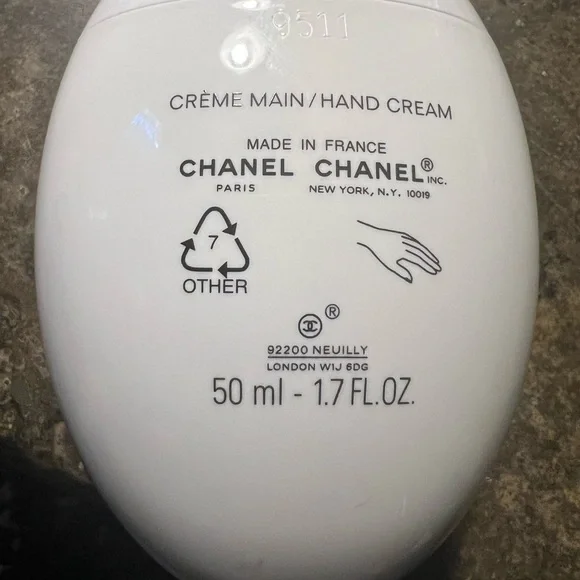 9511
CRÈME MAIN/HAND CREAM
MADE IN FRANCE
CHANEL CHANEL® INC.
PARIS NEW YORK, N.Y. 10019
7
OTHER
®
92200 NEUILLY
LONDON W1J 6DG
50 ml - 1.7 FL.OZ.